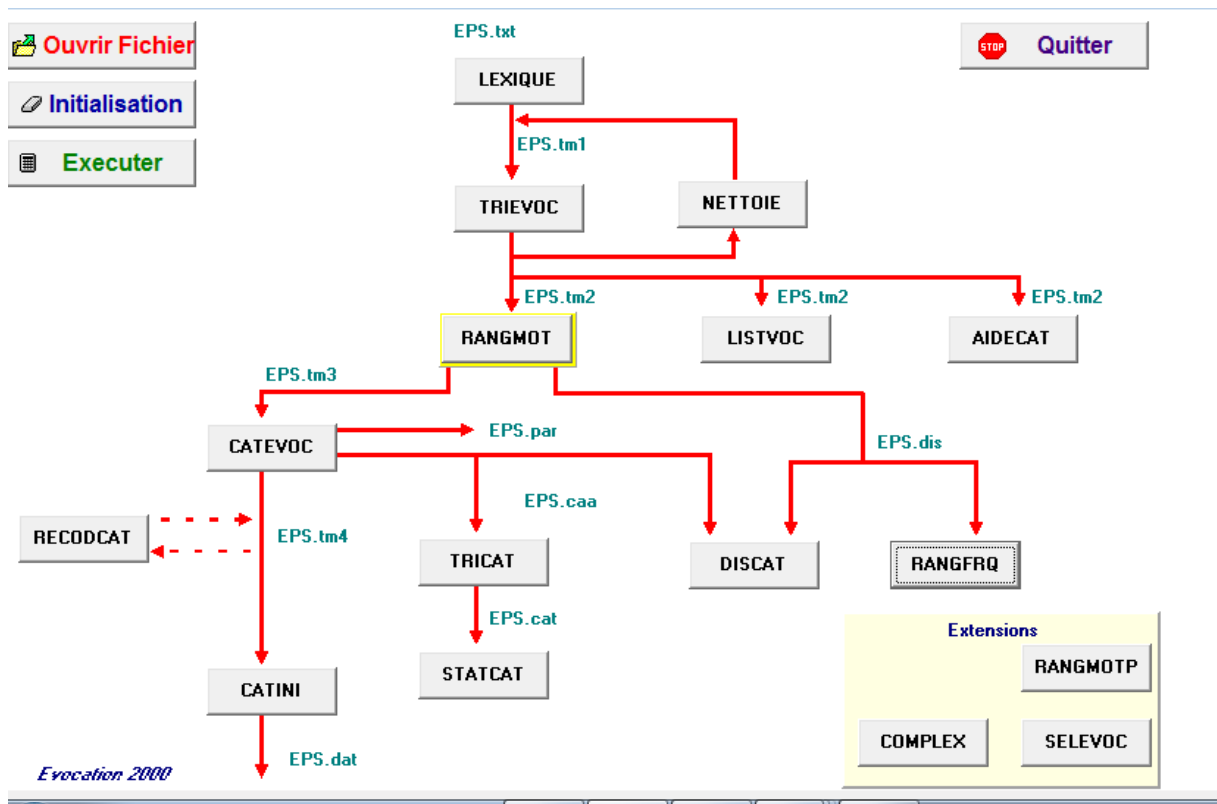 Ouvrir Fichier
EPS.txt
Quitter
LEXIQUE
Initialisation
EPS.tm1
Executer
TRIEVOC
NETTOIE
EPS.tm2
EPS.tm2
EPS.tm2
RANGMOT
LISTVOC
AIDECAT
EPS.tm3
CATEVOC
EPS.par
EPS.dis
EPS.caa
RECODCAT
EPS.tm4
TRICAT
DISCAT
RANGFRQ
EPS.cat
Extensions
STATCAT
RANGMOTP
CATINI
COMPLEX
SELEVOC
EPS.dat
Evocation 2000
STOP